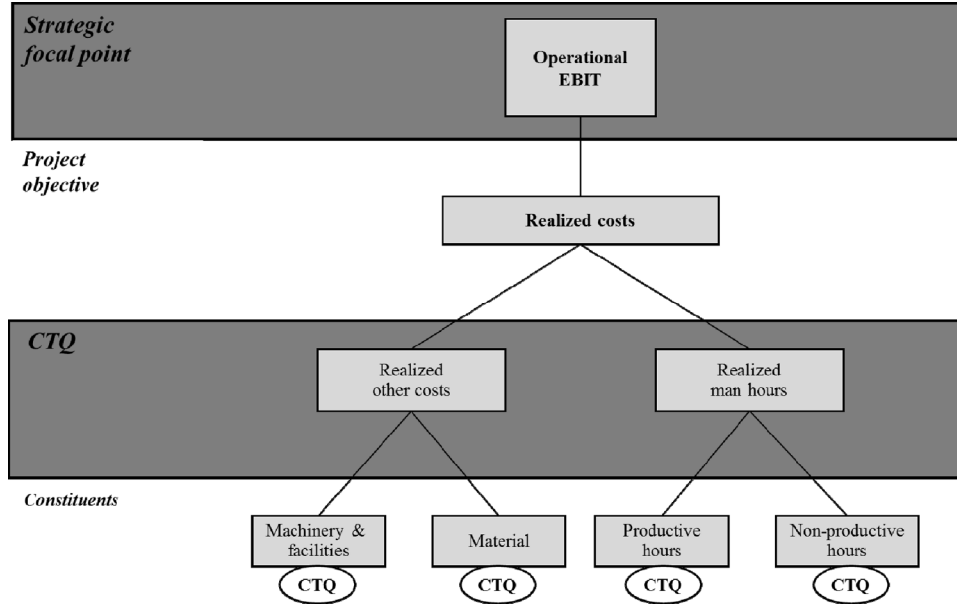 Strategic
focal point
Operational
EBIT
Project
objective
Realized costs
CTQ
Realized
other costs
Realized
man hours
Constituents
Machinery &
facilities
Material
Productive
hours
Non-productive
hours
CTQ
CTQ
CTQ
CTQ